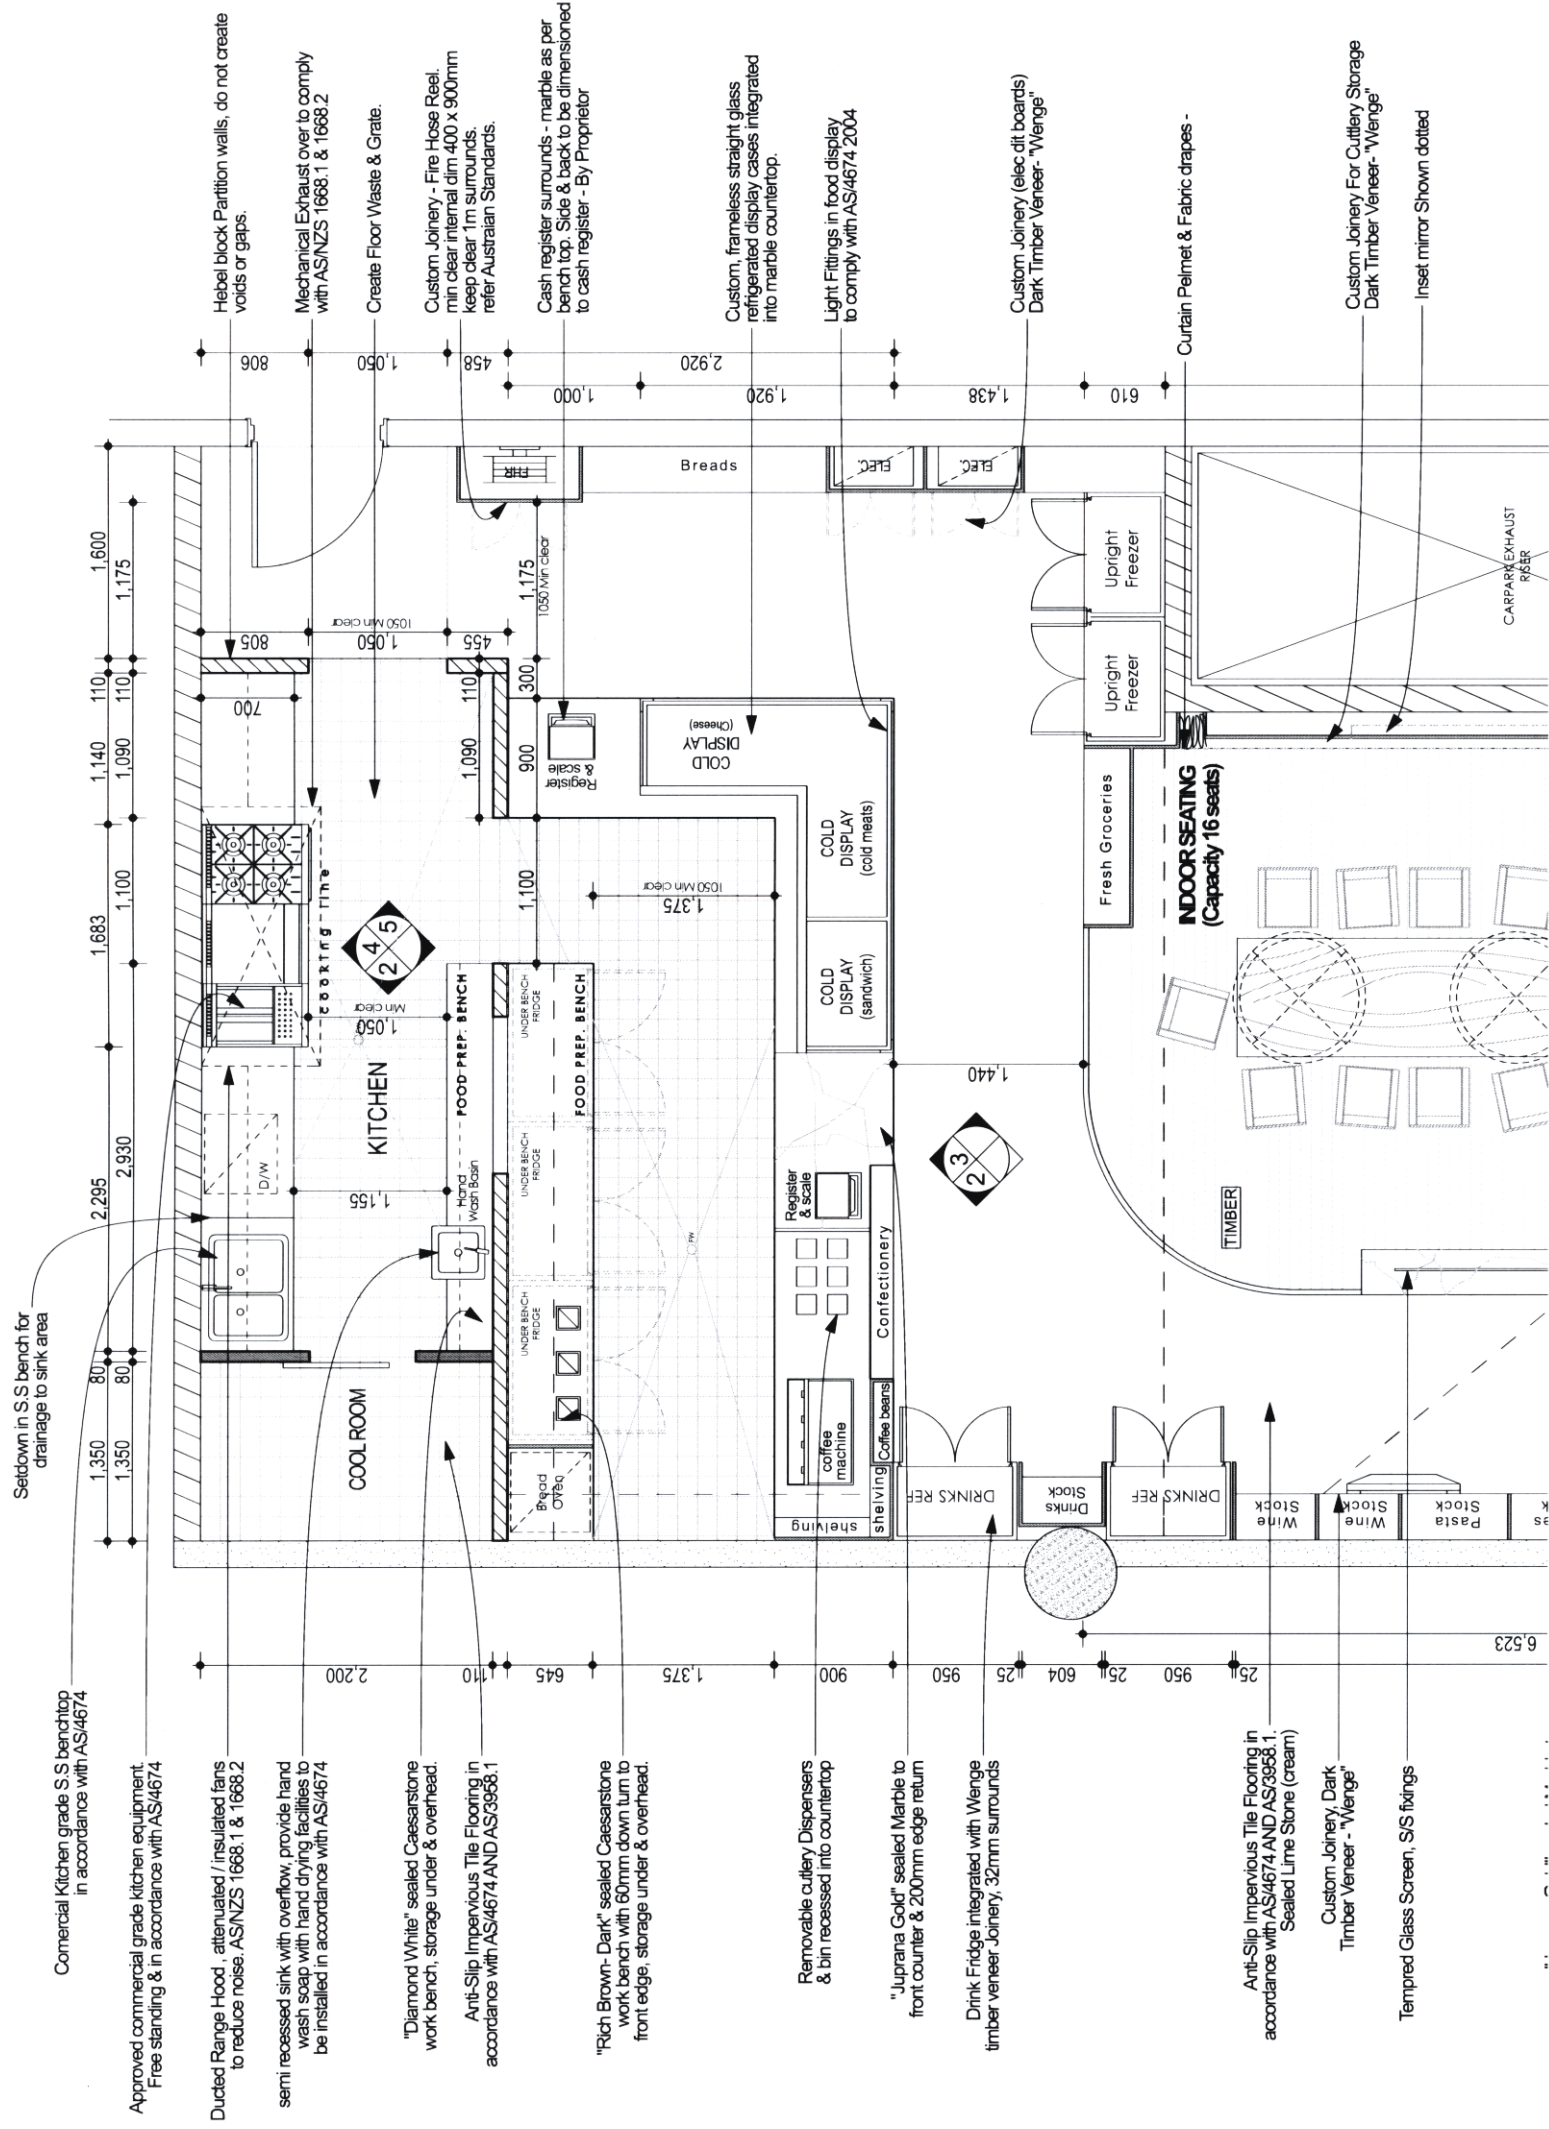 Setdown in S.S bench for
drainage to sink area
Comercial Kitchen grade S.S benchtop
in accordance with AS/4674
Approved commercial grade kitchen equipment.
Free standing & in accordance with AS/4674
Ducted Range Hood , attenuated / insulated fans
to reduce noise. AS/NZS 1668.1 & 1668.2
semi recessed sink with overflow, provide hand
wash soap with hand drying facilities to
be installed in accordance with AS/4674
"Diamond White" sealed Caesarstone
work bench, storage under & overhead.
Anti-Slip Impervious Tile Flooring in
accordance with AS/4674 AND AS/3958.1
"Rich Brown- Dark" sealed Caesarstone
work bench with 60mm down turn to
front edge, storage under & overhead.
Removable cutlery Dispensers
& bin recessed into countertop
"Juprana Gold" sealed Marble to
front counter & 200mm edge return
Drink Fridge integrated with Wenge
timber veneer Joinery, 32mm surrounds
Anti-Slip Impervious Tile Flooring in
accordance with AS/4674 AND AS/3958.1.
Sealed Lime Stone (cream)
Custom Joinery, Dark
Timber Veneer - "Wenge"
Tempred Glass Screen, S/S fixings
Hebel block Partition walls, do not create
voids or gaps.
Mechanical Exhaust over to comply
with AS/NZS 1668.1 & 1668.2
Create Floor Waste & Grate.
Custom Joinery - Fire Hose Reel.
min clear internal dim 400 x 900mm
keep clear 1m surrounds.
refer Austrain Standards.
Cash register surrounds - marble as per
bench top. Side & back to be dimensioned
to cash register - By Proprietor
Custom, frameless straight glass
refrigerated display cases integrated
into marble countertop.
Light Fittings in food display
to comply with AS/4674 2004
Custom Joinery (elec dit boards)
Dark Timber Veneer- "Wenge"
Curtain Pelmet & Fabric drapes -
Custom Joinery For Cuttlery Storage
Dark Timber Veneer- "Wenge"
Inset mirror Shown dotted
1,350
80
2,295
1,683
1,140
110
1,600
1,350
80
2,930
1,100
1,090
110
1,175
806
1,050
458
2,920
1,000
1,920
1,438
610
805
1,050
1050 Min clear
455
1,175
1050 Min clear
300
900
1,100
110
1,090
700
1,050
Min clear
1,155
1,375
1050 Min clear
1,440
2,200
110
645
1,375
900
950
25
604
25
950
25
6,523
COOL ROOM
KITCHEN
D/W
cooking line
4
2
5
Hand
Wash Basin
FOOD PREP. BENCH
FOOD PREP. BENCH
UNDER BENCH
FRIDGE
UNDER BENCH
FRIDGE
UNDER BENCH
FRIDGE
Bread
Oven
FW
Register
& scale
COLD
DISPLAY
(Cheese)
COLD
DISPLAY
(cold meats)
COLD
DISPLAY
(sandwich)
Register
& scale
coffee
machine
Coffee beans
Confectionery
shelving
shelving
DRINKS REF
Drinks
Stock
DRINKS REF
Wine
Stock
Wine
Stock
Pasta
Stock
3
2
TIMBER
FHR
Breads
ELEC.
ELEC.
Upright
Freezer
Upright
Freezer
Fresh Groceries
INDOOR SEATING
(Capacity 16 seats)
CARPARK EXHAUST
RISER